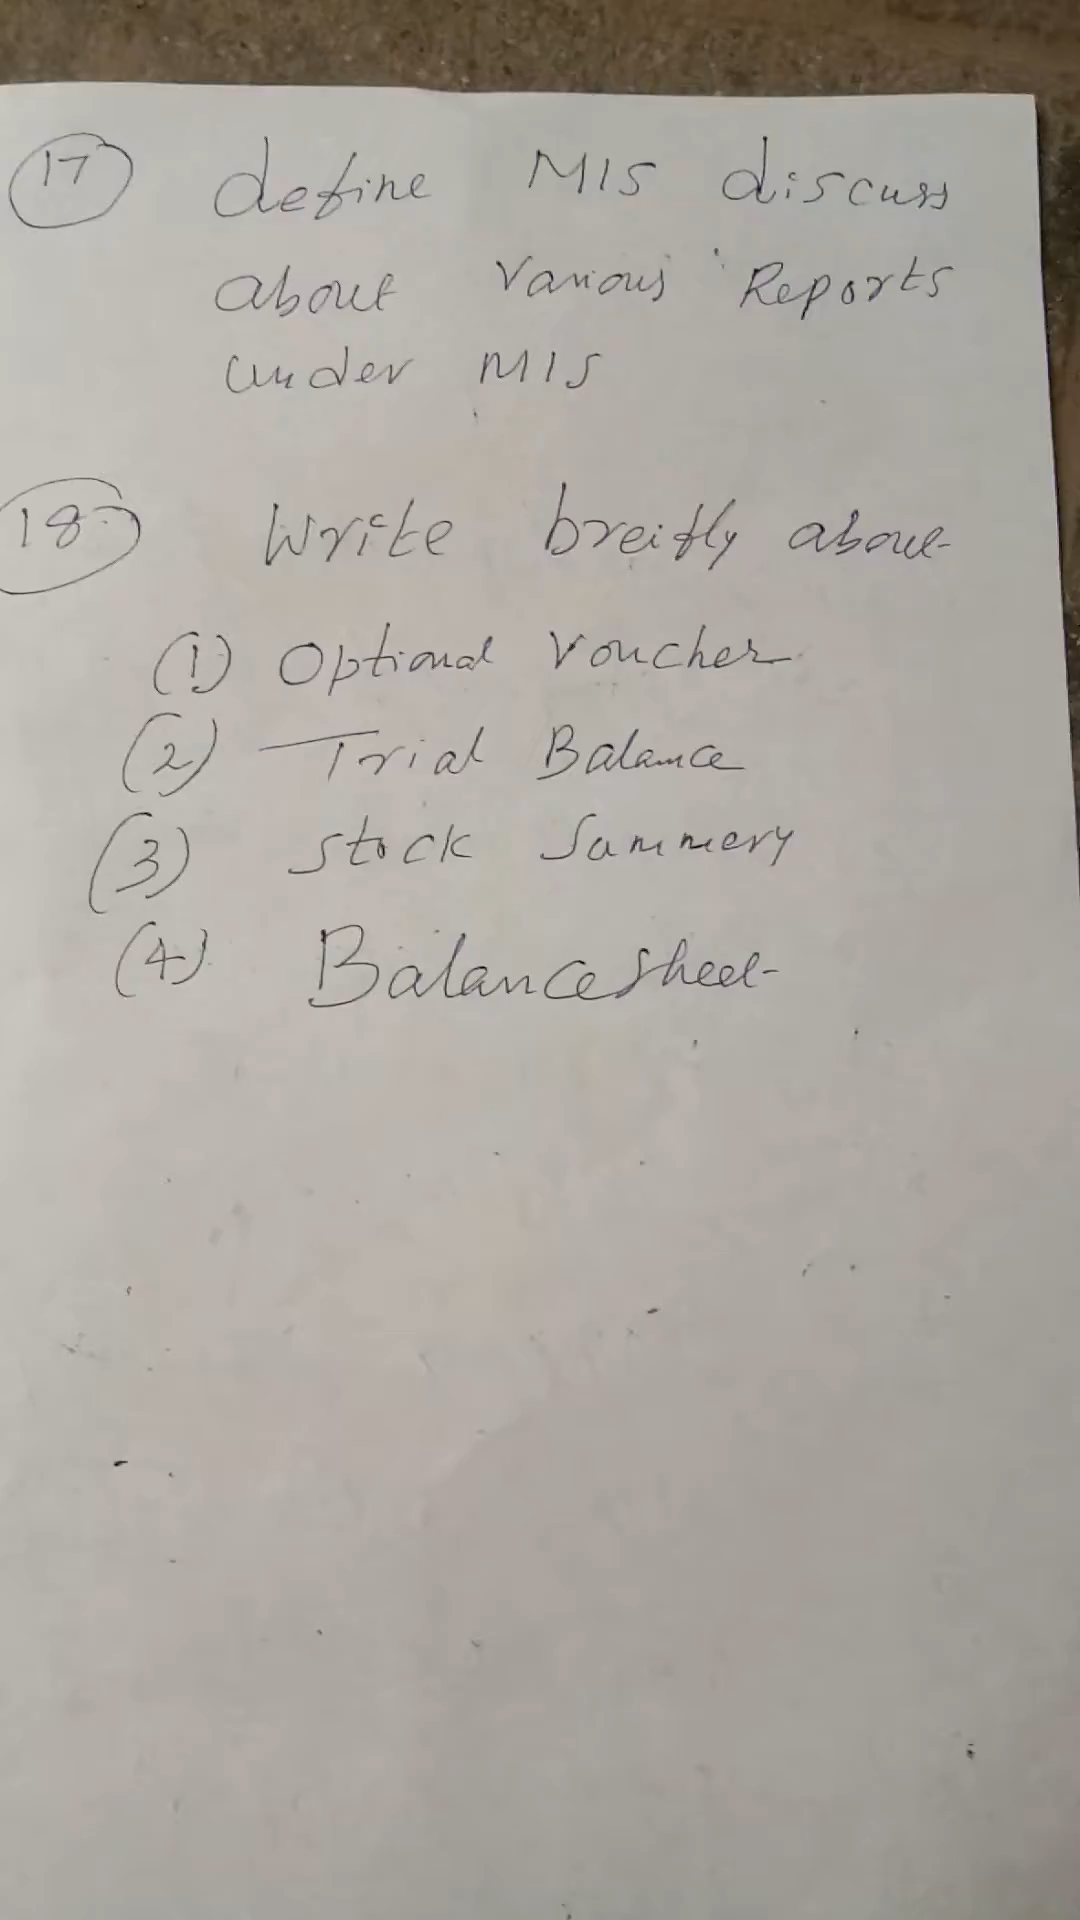 17 define MIS discuss
about Various Reports
under MIS
18 Write breifly about
(1) Optional Voucher
(2) Trial Balance
(3) Stock Summery
(4) Balancesheet